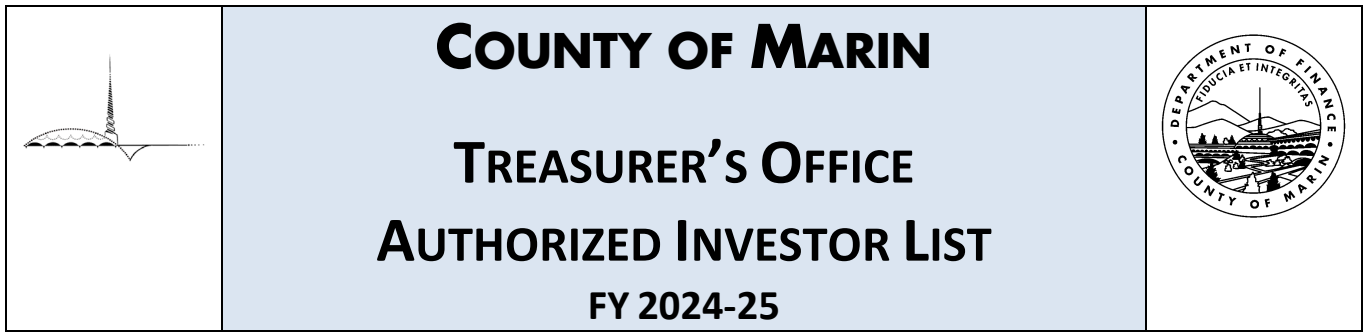 COUNTY OF MARIN
TREASURER’S OFFICE
AUTHORIZED INVESTOR LIST
FY 2024-25
DEPARTMENT OF FINANCE
FIDUCIA ET INTEGRITAS
COUNTY OF MARIN